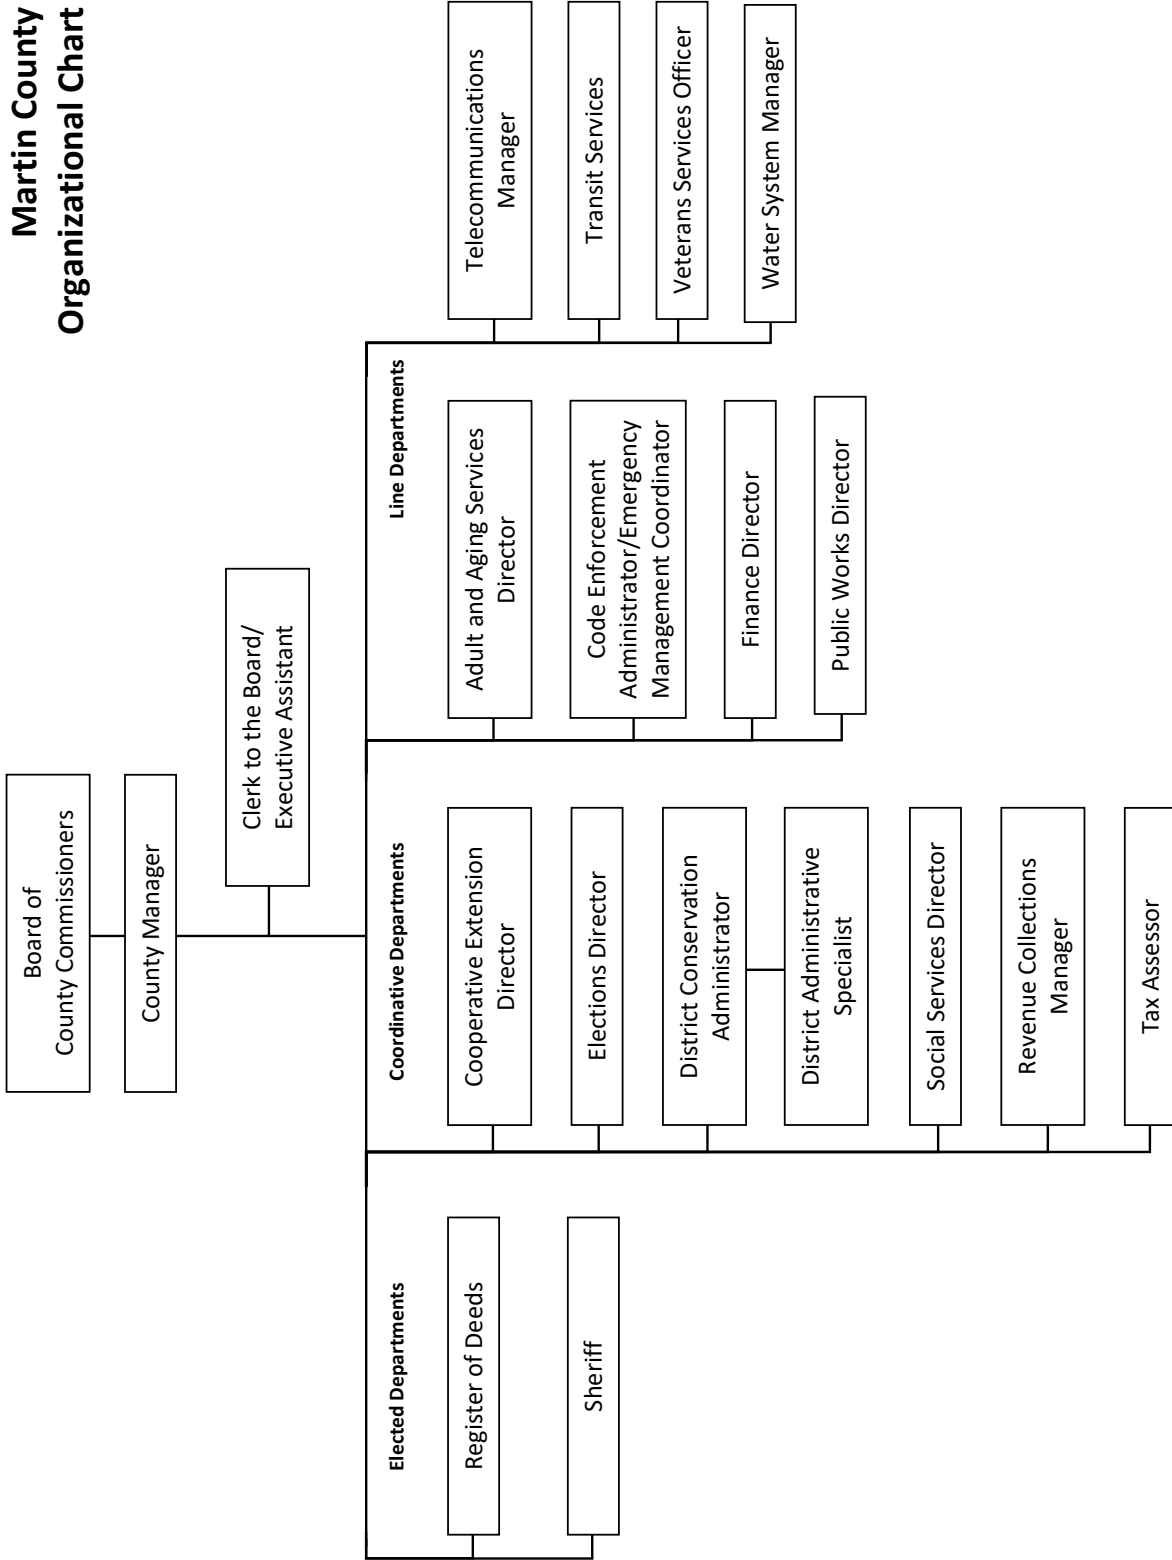 Martin County
Organizational Chart
Board of
County Commissioners
County Manager
Clerk to the Board/
Executive Assistant
Elected Departments
Register of Deeds
Sheriff
Coordinative Departments
Cooperative Extension
Director
Elections Director
District Conservation
Administrator
District Administrative
Specialist
Social Services Director
Revenue Collections
Manager
Tax Assessor
Line Departments
Adult and Aging Services
Director
Code Enforcement
Administrator/Emergency
Management Coordinator
Finance Director
Public Works Director
Telecommunications
Manager
Transit Services
Veterans Services Officer
Water System Manager